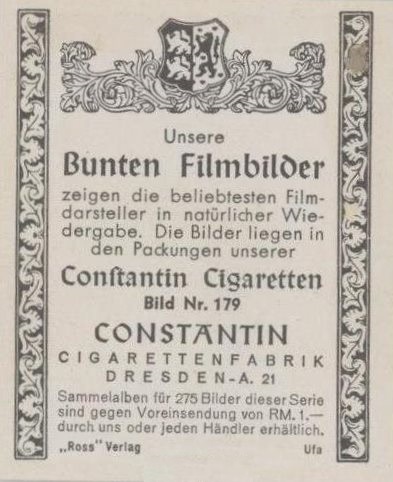 Unsere
Bunten Filmbilder
zeigen die beliebtesten Film-
darsteller in natürlicher Wie-
dergabe. Die Bilder liegen in
den Packungen unserer
Conſtantin Cigaretten
Bild Nr. 179
CONSTANTIN
CIGARETTENFABRIK
DRESDEN-A. 21
Sammelalben für 275 Bilder dieser Serie
sind gegen Voreinsendung von RM. 1.—
durch uns oder jeden Händler erhältlich.
„Ross" Verlag Ufa